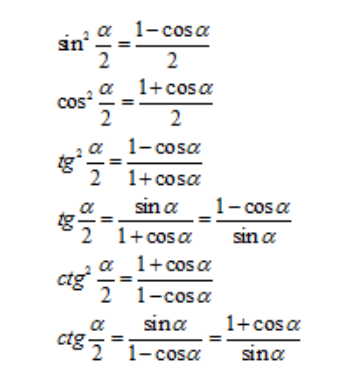 sin² α/2 = (1 − cos α)/2
cos² α/2 = (1 + cos α)/2
tg² α/2 = (1 − cos α)/(1 + cos α)
tg α/2 = sin α/(1 + cos α) = (1 − cos α)/sin α
ctg² α/2 = (1 + cos α)/(1 − cos α)
ctg α/2 = sin α/(1 − cos α) = (1 + cos α)/sin α